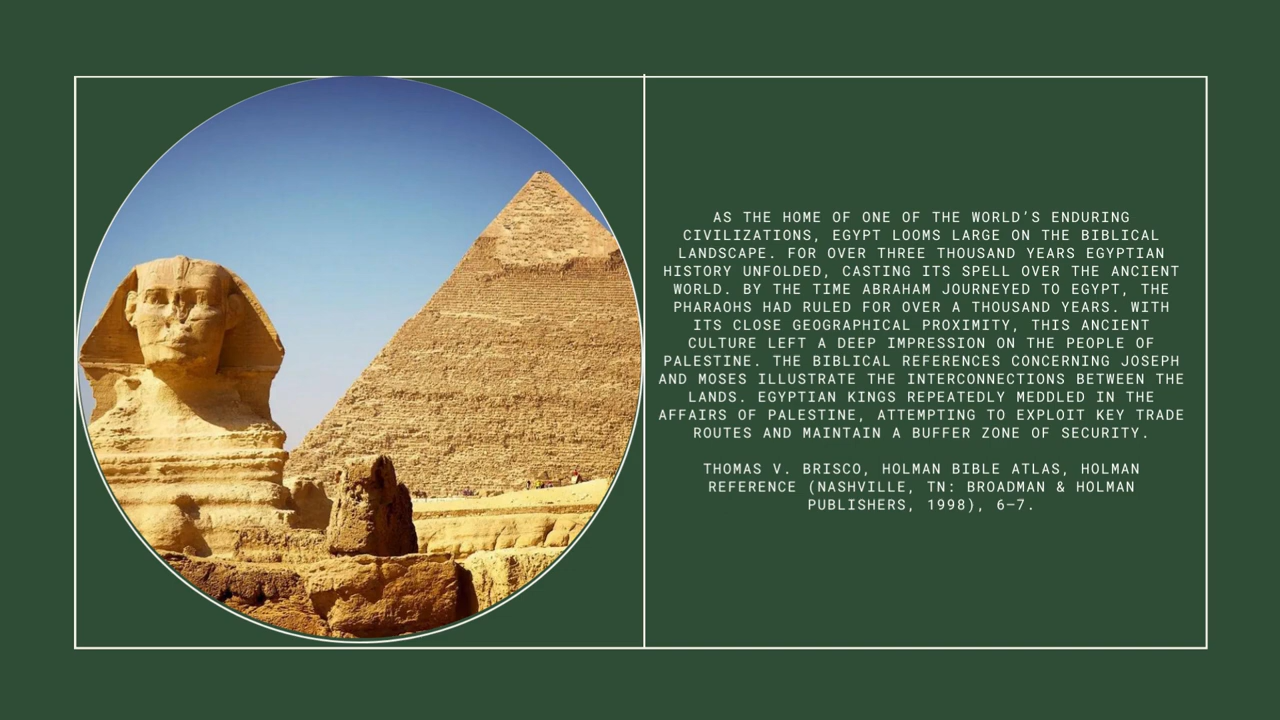 AS THE HOME OF ONE OF THE WORLD’S ENDURING
CIVILIZATIONS, EGYPT LOOMS LARGE ON THE BIBLICAL
LANDSCAPE. FOR OVER THREE THOUSAND YEARS EGYPTIAN
HISTORY UNFOLDED, CASTING ITS SPELL OVER THE ANCIENT
WORLD. BY THE TIME ABRAHAM JOURNEYED TO EGYPT, THE
PHARAOHS HAD RULED FOR OVER A THOUSAND YEARS. WITH
ITS CLOSE GEOGRAPHICAL PROXIMITY, THIS ANCIENT
CULTURE LEFT A DEEP IMPRESSION ON THE PEOPLE OF
PALESTINE. THE BIBLICAL REFERENCES CONCERNING JOSEPH
AND MOSES ILLUSTRATE THE INTERCONNECTIONS BETWEEN THE
LANDS. EGYPTIAN KINGS REPEATEDLY MEDDLED IN THE
AFFAIRS OF PALESTINE, ATTEMPTING TO EXPLOIT KEY TRADE
ROUTES AND MAINTAIN A BUFFER ZONE OF SECURITY.
THOMAS V. BRISCO, HOLMAN BIBLE ATLAS, HOLMAN
REFERENCE (NASHVILLE, TN: BROADMAN & HOLMAN
PUBLISHERS, 1998), 6–7.